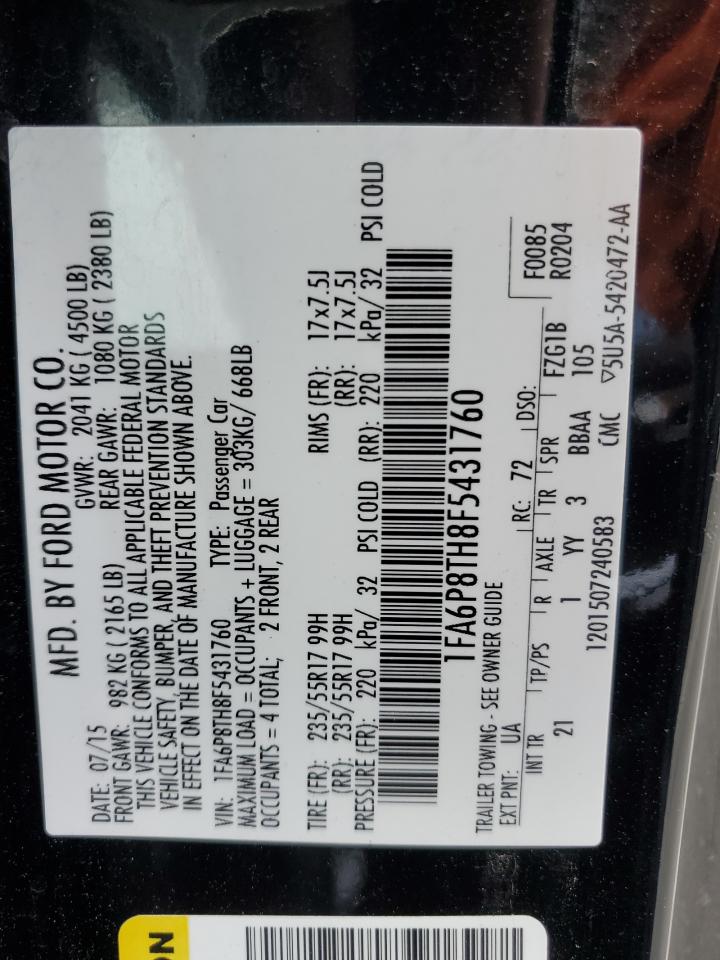 MFD. BY FORD MOTOR CO.
DATE: 07/15 GVWR: 2041 KG ( 4500 LB)
FRONT GAWR: 982 KG ( 2165 LB) REAR GAWR: 1080 KG ( 2380 LB)
THIS VEHICLE CONFORMS TO ALL APPLICABLE FEDERAL MOTOR
VEHICLE SAFETY, BUMPER, AND THEFT PREVENTION STANDARDS
IN EFFECT ON THE DATE OF MANUFACTURE SHOWN ABOVE.
VIN: 1FA6P8TH8F5431760 TYPE: Passenger Car
MAXIMUM LOAD = OCCUPANTS + LUGGAGE = 303KG/ 668LB
OCCUPANTS = 4 TOTAL; 2 FRONT, 2 REAR
TIRE (FR): 235/55R17 99H RIMS (FR): 17x7.5J
(RR): 235/55R17 99H (RR): 17x7.5J
PRESSURE (FR): 220 kPa/ 32 PSI COLD (RR): 220 kPa/ 32 PSI COLD
1FA6P8TH8F5431760
TRAILER TOWING - SEE OWNER GUIDE
EXT PNT: UA RC: 72 DSO: F0085
INT TR TP/PS R AXLE TR SPR R0204
21 1 YY 3 BBAA FZG1B
105
1201507240583 CMC ▽5U5A-5420472-AA